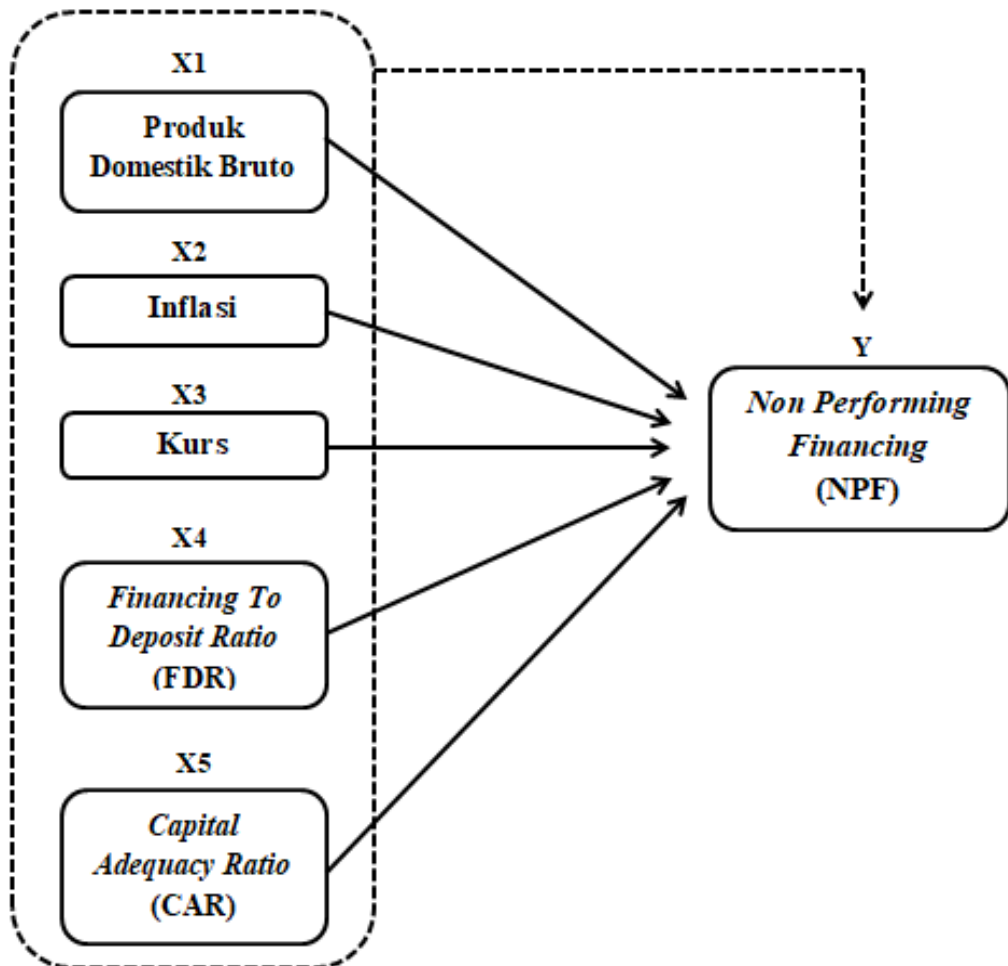 X1
Produk
Domestik Bruto
X2
Inflasi
X3
Kurs
X4
Financing To
Deposit Ratio
(FDR)
X5
Capital
Adequacy Ratio
(CAR)
Y
Non Performing
Financing
(NPF)